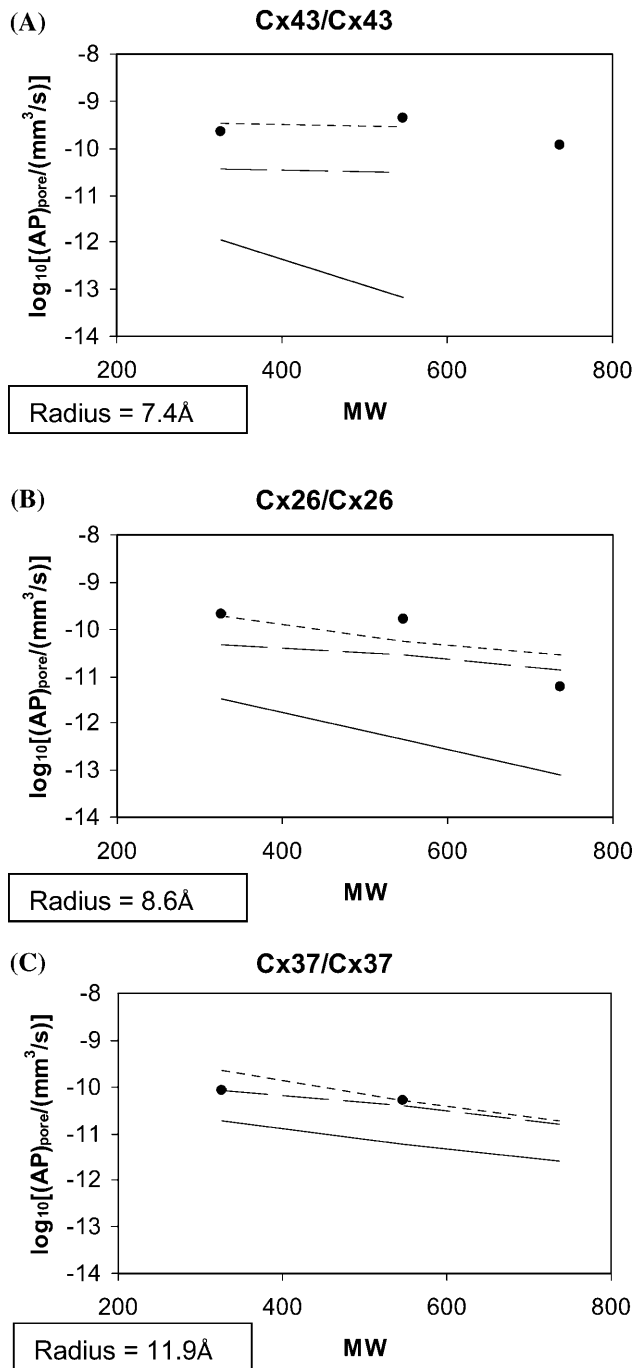 (A)
Cx43/Cx43
log10[(AP)pore/(mm³/s)]
-8
-9
-10
-11
-12
-13
-14
200 400 600 800
MW
Radius = 7.4Å
(B)
Cx26/Cx26
log10[(AP)pore/(mm³/s)]
-8
-9
-10
-11
-12
-13
-14
200 400 600 800
MW
Radius = 8.6Å
(C)
Cx37/Cx37
log10[(AP)pore/(mm³/s)]
-8
-9
-10
-11
-12
-13
-14
200 400 600 800
MW
Radius = 11.9Å